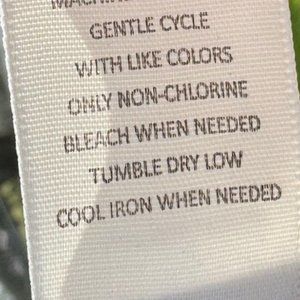 GENTLE CYCLE
WITH LIKE COLORS
ONLY NON-CHLORINE
BLEACH WHEN NEEDED
TUMBLE DRY LOW
COOL IRON WHEN NEEDED